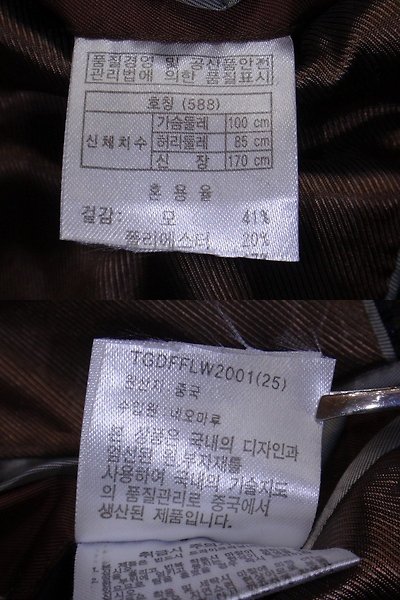 품질경영 및 공산품안전
관리법에 의한 품질표시
호칭 (588)
신체치수
가슴둘레 100 cm
허리둘레 85 cm
신 장 170 cm
혼용율
겉감: 모 41%
폴리에스터 20%
TGDFFLW2001(25)
원산지 중국
수입원 네오마루
본 상품은 국내의 디자인과
엄선된 원.부자재를
사용하여 국내의 기술지도
의 품질관리로 중국에서
생산된 제품입니다.